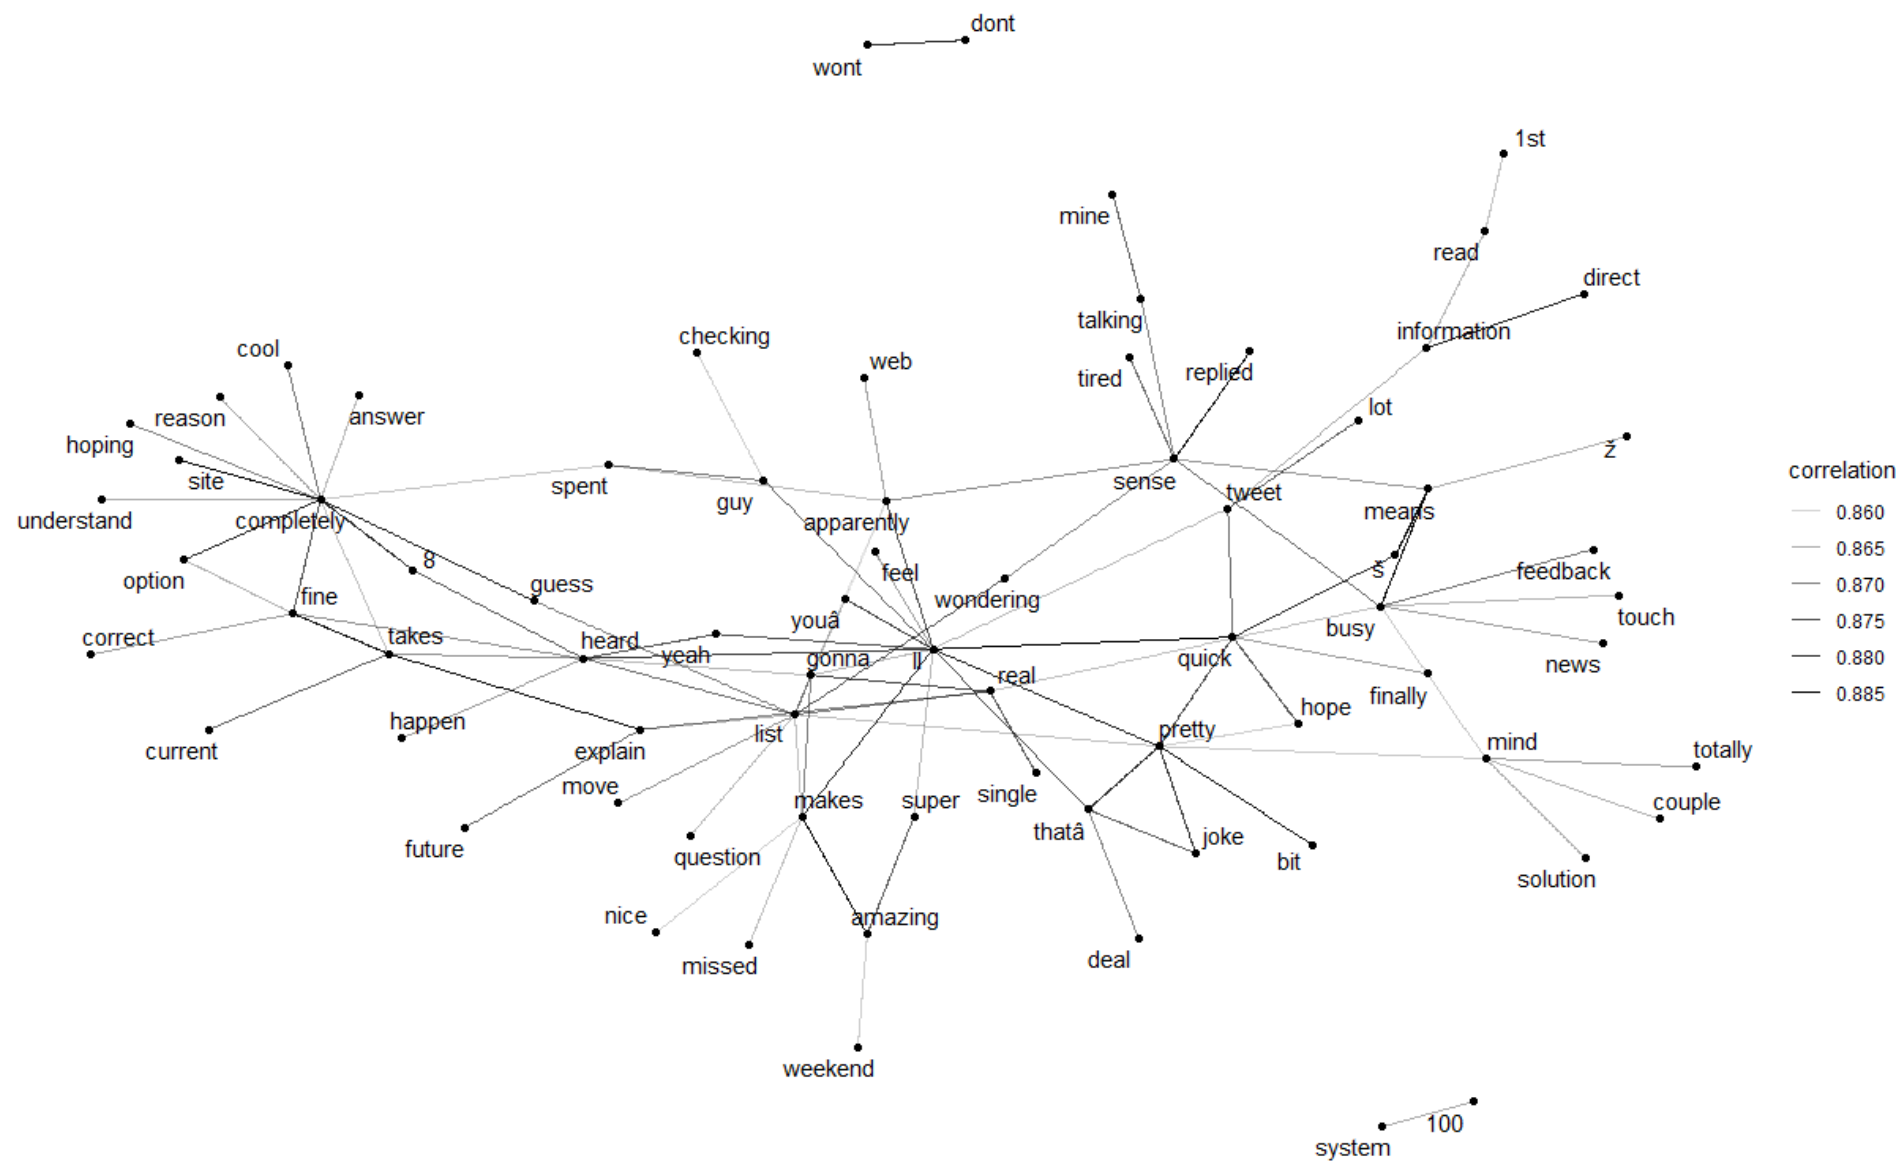 dont
wont
1st
mine
read
direct
talking
information
checking
cool
web
tired
replied
lot
reason
answer
hoping
ž
correlation
site
spent
sense
guy
tweet
0.860
understand
completely
apparently
means
0.865
8
š
feedback
option
feel
guess
0.870
fine
wondering
youâ
busy
touch
0.875
correct
takes
heard
yeah
gonna
ll
quick
news
0.880
real
finally
0.885
happen
hope
current
explain
list
pretty
mind
totally
move
makes
super
single
couple
thatâ
joke
future
question
bit
solution
nice
amazing
missed
deal
weekend
100
system